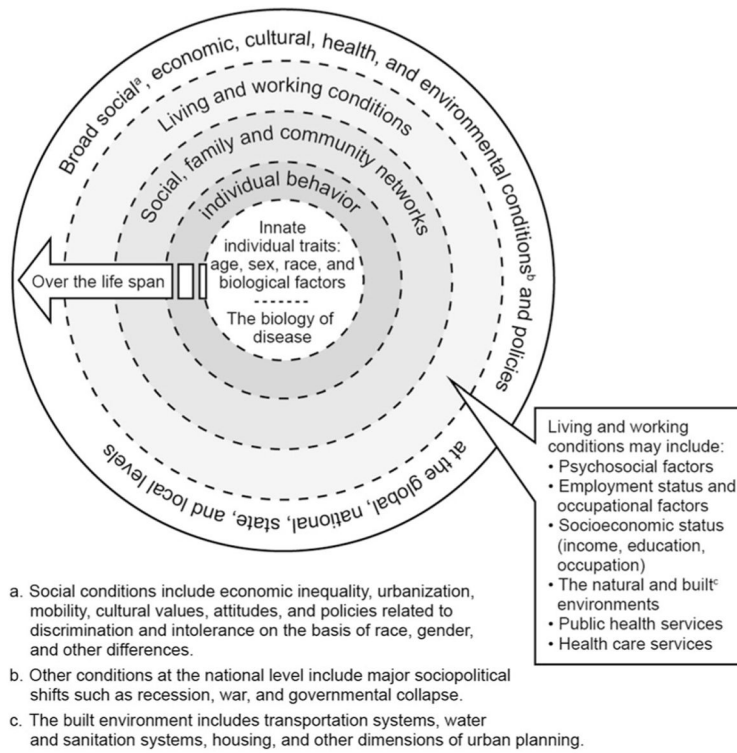 Broad socialᵃ, economic, cultural, health, and environmental conditionsᵇ and policies
at the global, national, state, and local levels
Living and working conditions
Social, family and community networks
individual behavior
Innate
individual traits:
age, sex, race, and
biological factors
The biology of
disease
Over the life span
Living and working
conditions may include:
• Psychosocial factors
• Employment status and
occupational factors
• Socioeconomic status
(income, education,
occupation)
• The natural and builtᶜ
environments
• Public health services
• Health care services
a. Social conditions include economic inequality, urbanization,
mobility, cultural values, attitudes, and policies related to
discrimination and intolerance on the basis of race, gender,
and other differences.
b. Other conditions at the national level include major sociopolitical
shifts such as recession, war, and governmental collapse.
c. The built environment includes transportation systems, water
and sanitation systems, housing, and other dimensions of urban planning.